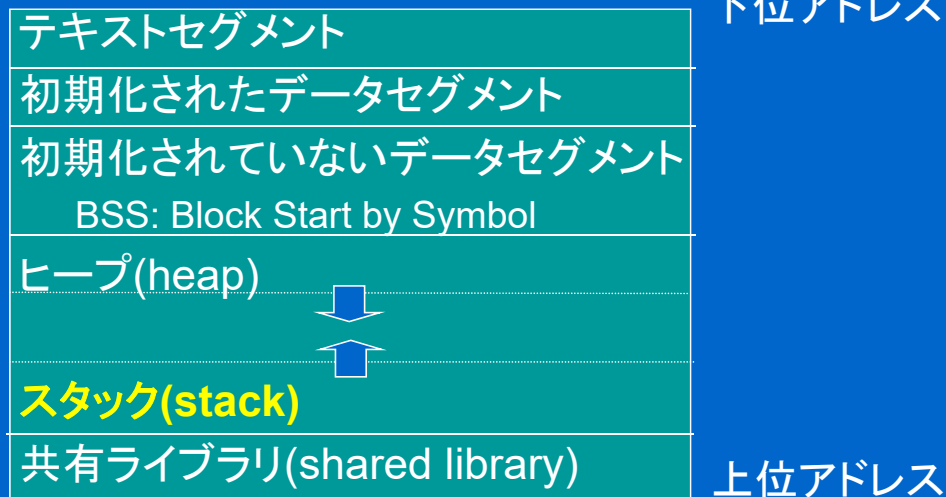 下位アドレス
テキストセグメント
初期化されたデータセグメント
初期化されていないデータセグメント
BSS: Block Start by Symbol
ヒープ(heap)
スタック(stack)
共有ライブラリ(shared library)
上位アドレス